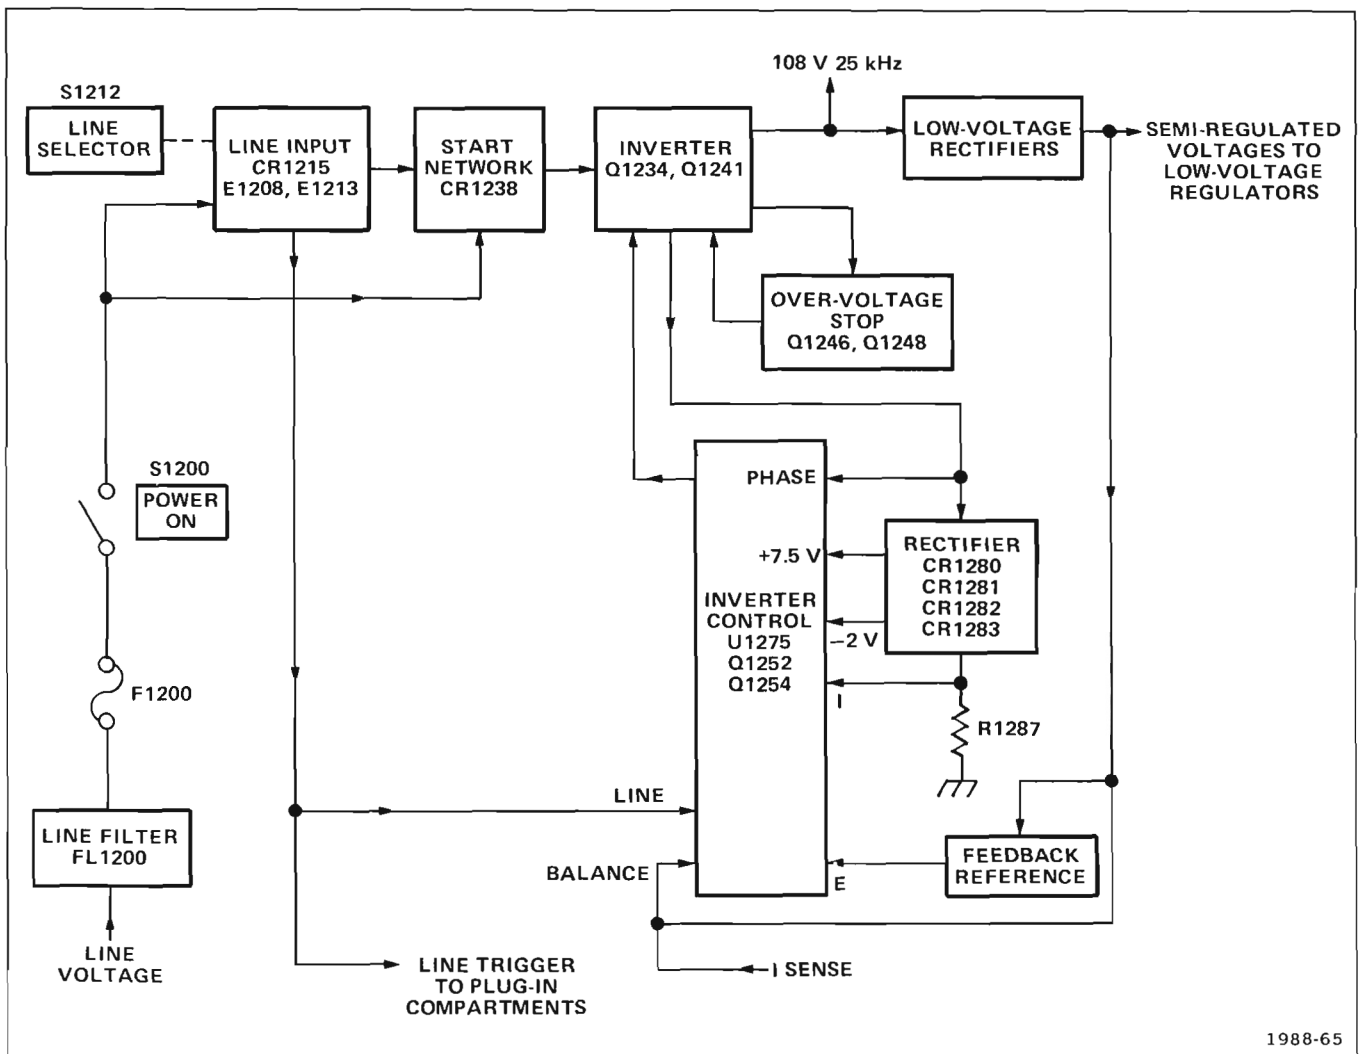 108 V 25 kHz
S1212
LINE
SELECTOR
LINE INPUT
CR1215
E1208, E1213
START
NETWORK
CR1238
INVERTER
Q1234, Q1241
LOW-VOLTAGE
RECTIFIERS
SEMI-REGULATED
VOLTAGES TO
LOW-VOLTAGE
REGULATORS
OVER-VOLTAGE
STOP
Q1246, Q1248
S1200
POWER
ON
PHASE
+7.5 V
−2 V
I
INVERTER
CONTROL
U1275
Q1252
Q1254
RECTIFIER
CR1280
CR1281
CR1282
CR1283
R1287
F1200
LINE
BALANCE
E
LINE FILTER
FL1200
FEEDBACK
REFERENCE
LINE
VOLTAGE
LINE TRIGGER
TO PLUG-IN
COMPARTMENTS
I SENSE
1988-65